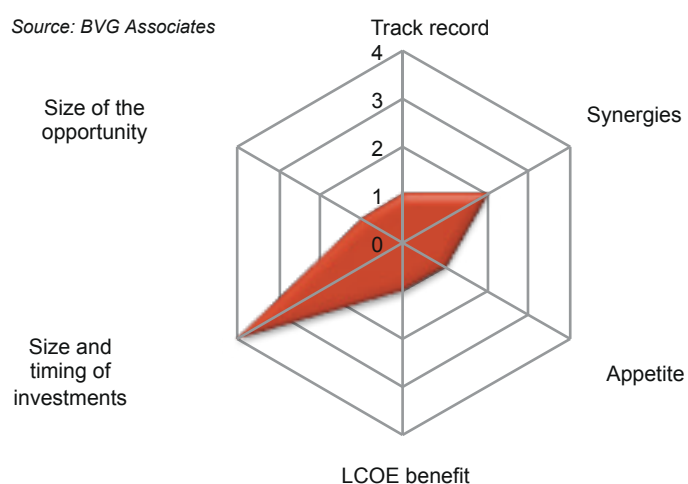 Source: BVG Associates
Track record
4
3
2
1
0
Size of the
opportunity
Synergies
Size and
timing of
investments
Appetite
LCOE benefit